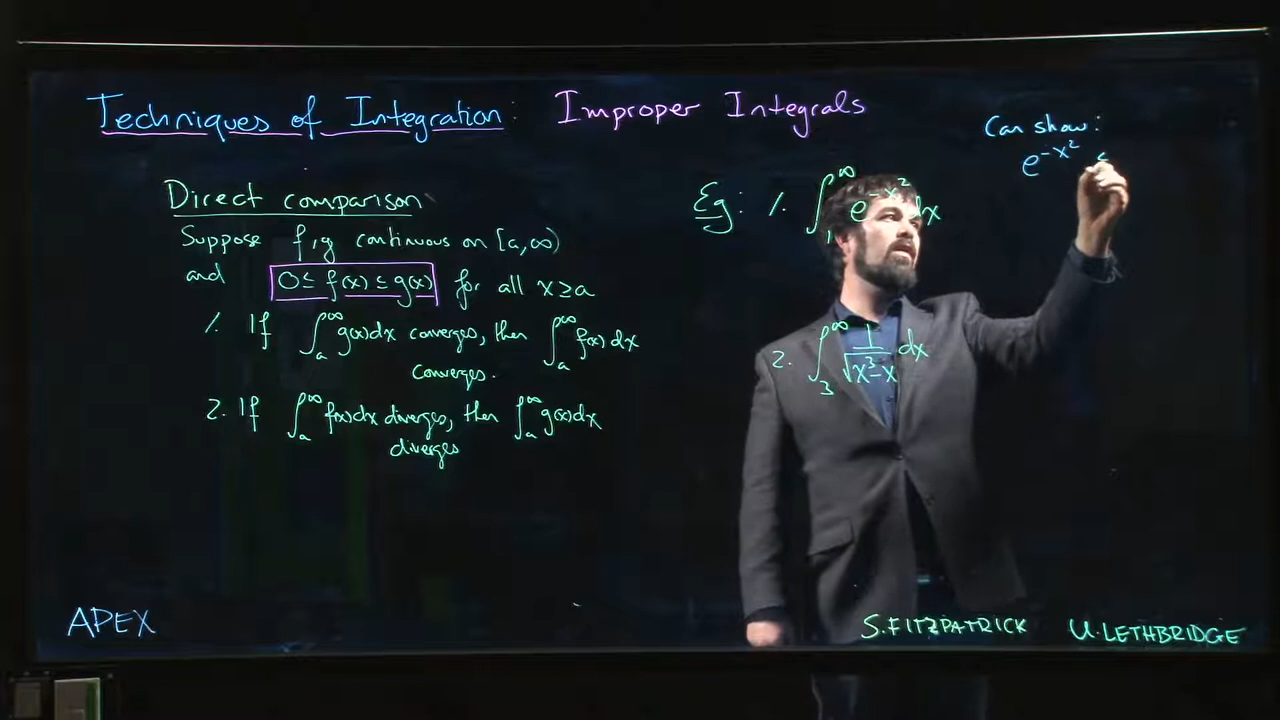 Techniques of Integration: Improper Integrals
Direct comparison
Suppose f, g continuous on [a, ∞)
and 0 ≤ f(x) ≤ g(x) for all x ≥ a
1. If ∫_a^∞ g(x)dx converges, then ∫_a^∞ f(x) dx
converges.
2. If ∫_a^∞ f(x)dx diverges, then ∫_a^∞ g(x)dx
diverges
Eg: 1. ∫_1^∞ e^{-x^2} dx
2. ∫_3^∞ 1/√(x^3-x) dx
Can show:
e^{-x^2}
APEX
S. FITZPATRICK U. LETHBRIDGE